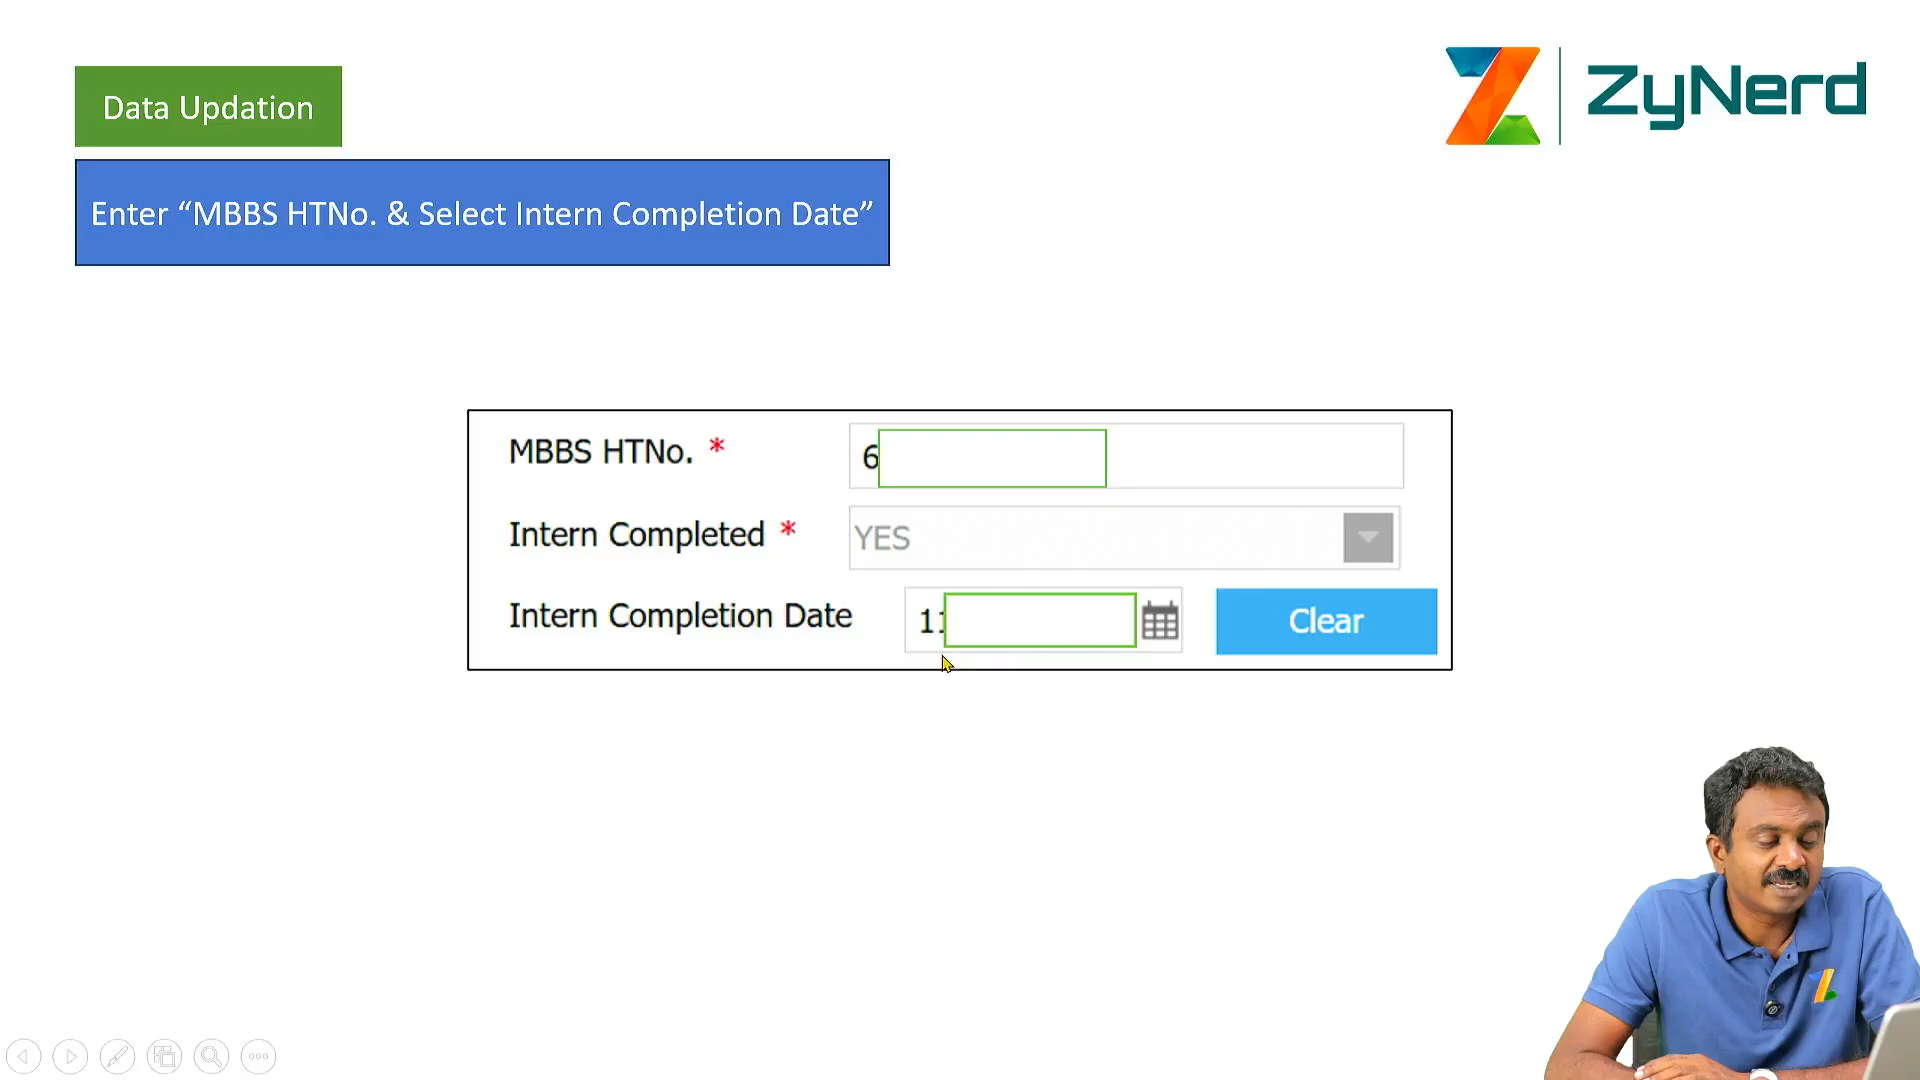 Data Updation
ZyNerd
Enter “MBBS HTNo. & Select Intern Completion Date”
MBBS HTNo. * 6
Intern Completed * YES
Intern Completion Date 11 Clear